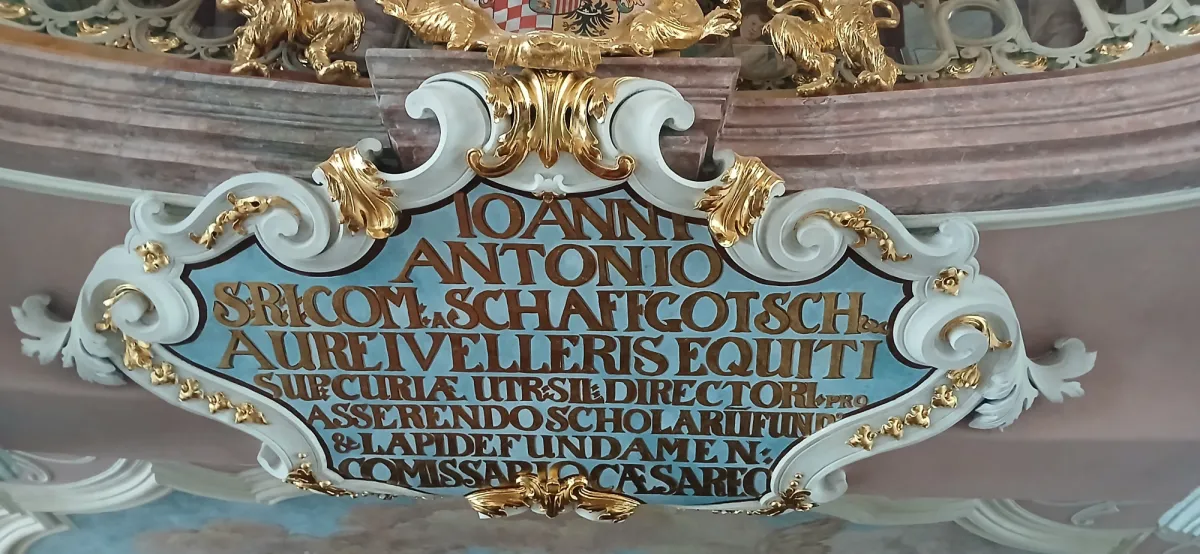 IOANNI
ANTONIO
S·R·I·COM· A SCHAFFGOTSCH
AUREI VELLERIS EQUITI
SUP: CURIÆ UTR·SIL: DIRECTORI·PRO
ASSERENDO SCHOLARŪ FUND
& LAPIDE FUNDAMEN:
COMISSARIO CÆSAREO